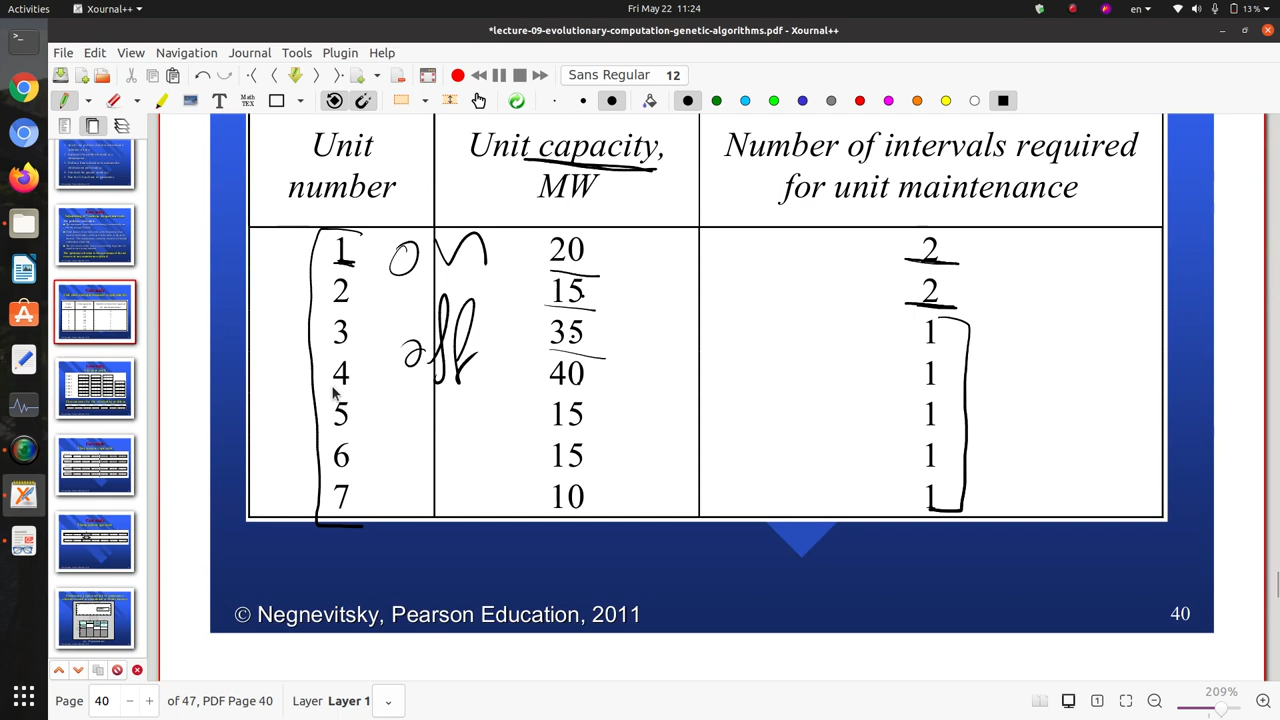 Activities
Xournal++
Fri May 22 11:24
en
13 %
*lecture-09-evolutionary-computation-genetic-algorithms.pdf - Xournal++
File Edit View Navigation Journal Tools Plugin Help
Sans Regular 12
Unit number
Unit capacity, MW
Number of intervals required for unit maintenance
1 on 20 2
2 15 2
3 off 35 1
4 40 1
5 15 1
6 15 1
7 10 1
© Negnevitsky, Pearson Education, 2011
40
Page 40 of 47, PDF Page 40 Layer Layer 1
209%